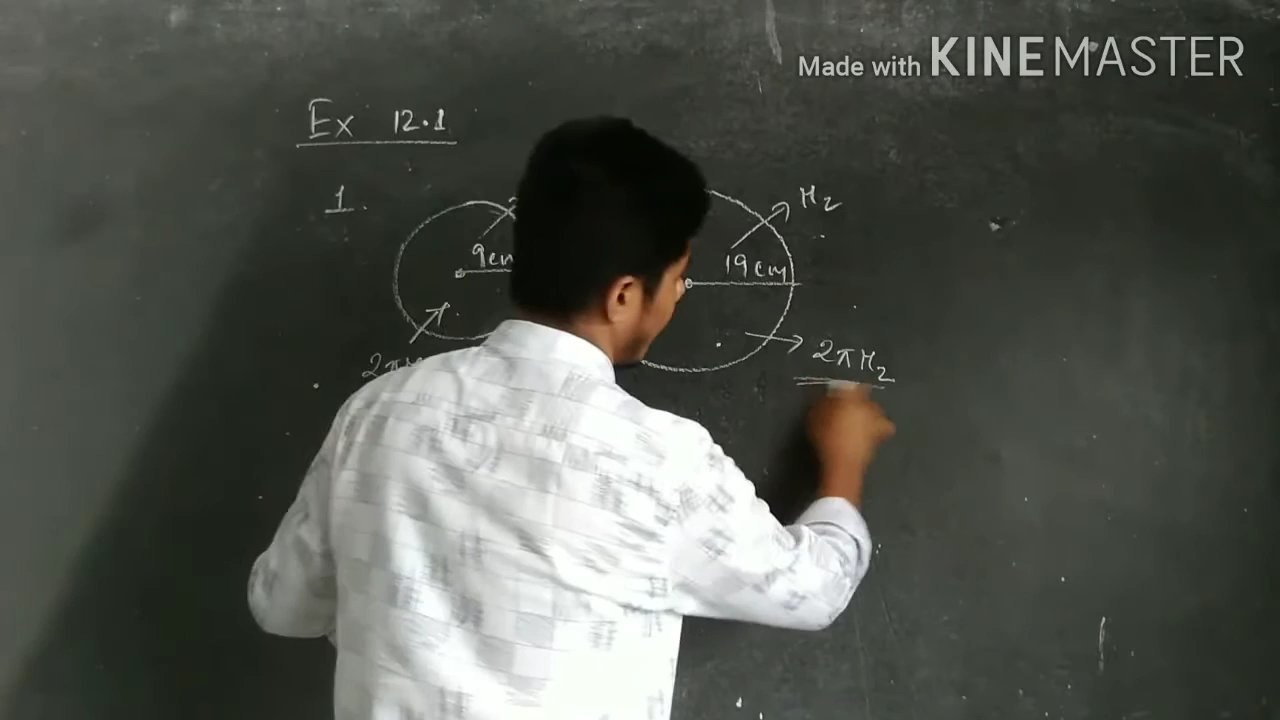 Made with KINEMASTER
Ex 12.1
1.
r₂
9cm
19cm
2πr₂